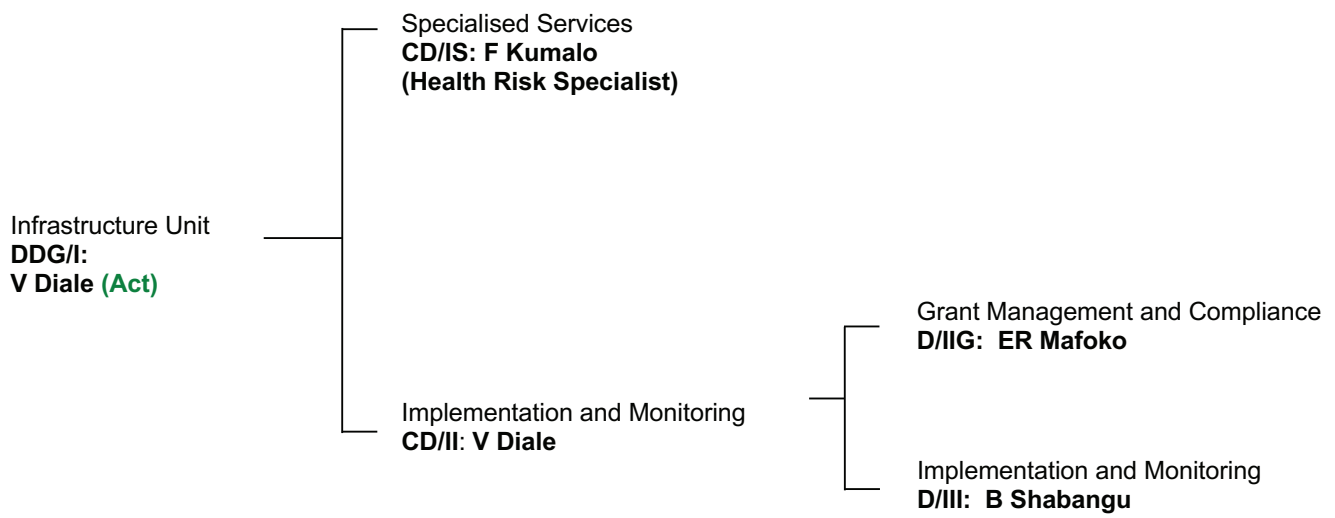 Specialised Services
CD/IS: F Kumalo
(Health Risk Specialist)
Infrastructure Unit
DDG/I:
V Diale (Act)
Implementation and Monitoring
CD/II: V Diale
Grant Management and Compliance
D/IIG: ER Mafoko
Implementation and Monitoring
D/III: B Shabangu